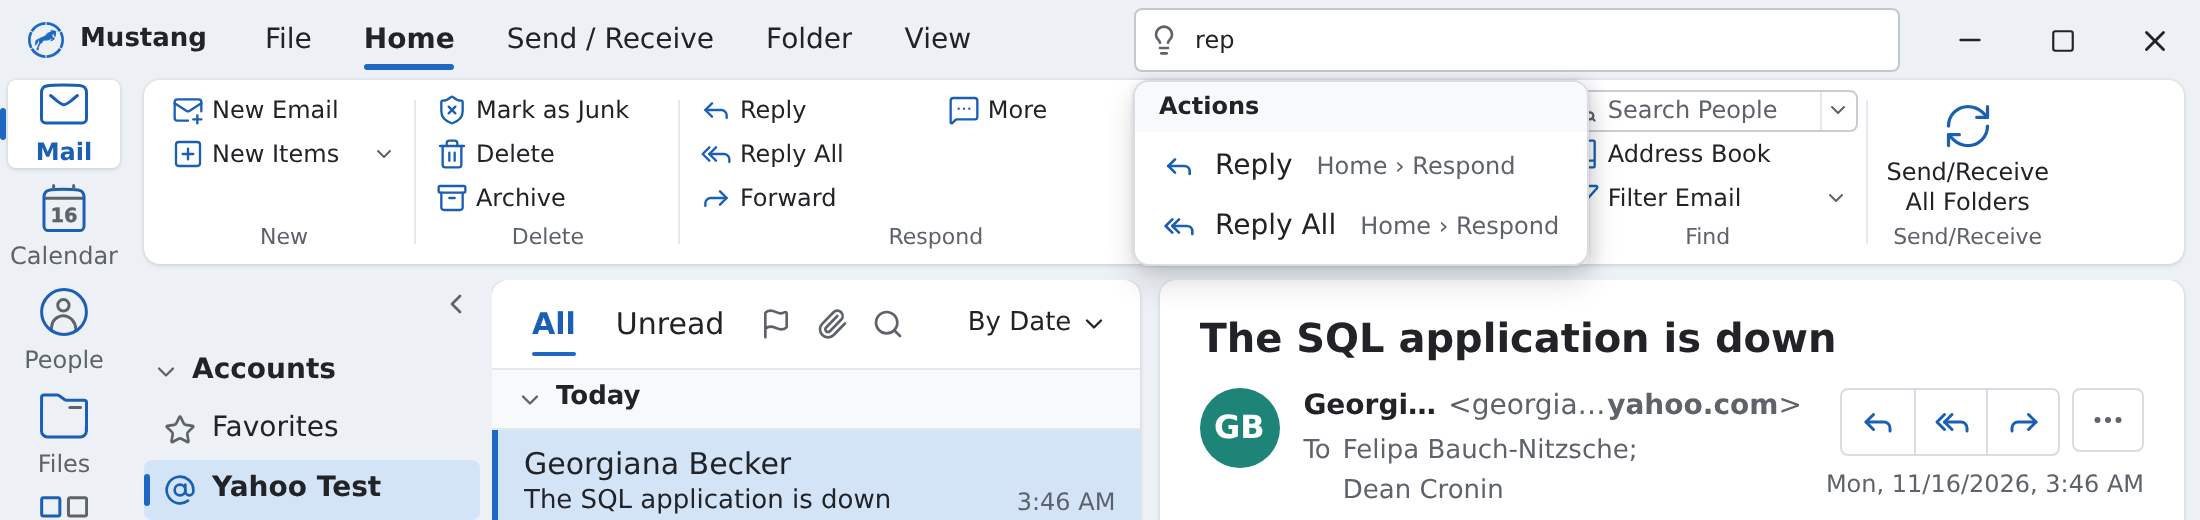 Mustang
File
Home
Send / Receive
Folder
View
rep
Mail
16
Calendar
People
Files
New Email
New Items
New
Mark as Junk
Delete
Archive
Delete
Reply
Reply All
Forward
More
Respond
Actions
Reply Home › Respond
Reply All Home › Respond
Search People
Address Book
Filter Email
Find
Send/Receive
All Folders
Send/Receive
Accounts
Favorites
Yahoo Test
All
Unread
By Date
Today
Georgiana Becker
The SQL application is down
3:46 AM
The SQL application is down
GB
Georgi... <georgia...yahoo.com>
To Felipa Bauch-Nitzsche;
Dean Cronin
Mon, 11/16/2026, 3:46 AM